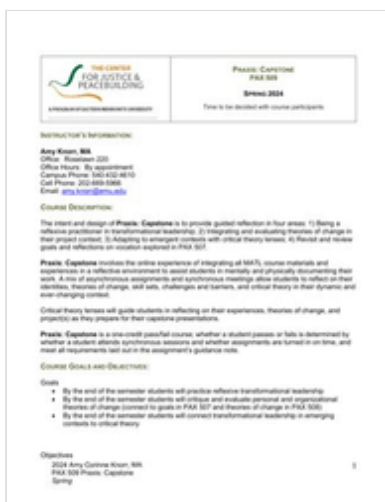 THE CENTER
FOR JUSTICE &
PEACEBUILDING
A PROGRAM OF EASTERN MENNONITE UNIVERSITY
PRAXIS: CAPSTONE
PAX 509
SPRING 2024
Time to be decided with course participants
INSTRUCTOR'S INFORMATION:
Amy Knorr, MA
Office: Roselawn 220
Office Hours: By appointment
Campus Phone: 540-432-4610
Cell Phone:
Email: amy.knorr@emu.edu
COURSE DESCRIPTION:
The intent and design of Praxis: Capstone is to provide guided reflection in four areas: 1) Being a
reflective practitioner in transformational leadership; 2) Integrating and evaluating theories of change in
their project context; 3) Adapting to emergent contexts with critical theory lenses; 4) Revisit and review
goals and reflections on vocation explored in PAX 507.
Praxis: Capstone involves the online experience of integrating all MATL course materials and
experiences in a reflective environment to assist students in mentally and physically documenting their
work. A mix of asynchronous assignments and synchronous meetings allow students to reflect on their
identities, theories of change, skill sets, challenges and barriers, and critical theory in their dynamic and
ever-changing context.
Critical theory lenses will guide students in reflecting on their experiences, theories of change, and
project(s) as they prepare for their capstone presentations.
Praxis: Capstone is a one-credit pass/fail course; whether a student passes or fails is determined by
whether a student attends synchronous sessions and whether assignments are turned in on time, and
meet all requirements laid out in the assignment's guidance note.
COURSE GOALS AND OBJECTIVES:
Goals
• By the end of the semester students will practice reflexive transformational leadership
• By the end of the semester students will critique and evaluate personal and organizational
theories of change (connect to goals in PAX 507 and theories of change in PAX 508)
• By the end of the semester students will connect transformational leadership in emerging
contexts to critical theory
Objectives
2024 Amy Corinne Knorr, MA
PAX 509 Praxis: Capstone
Spring
1